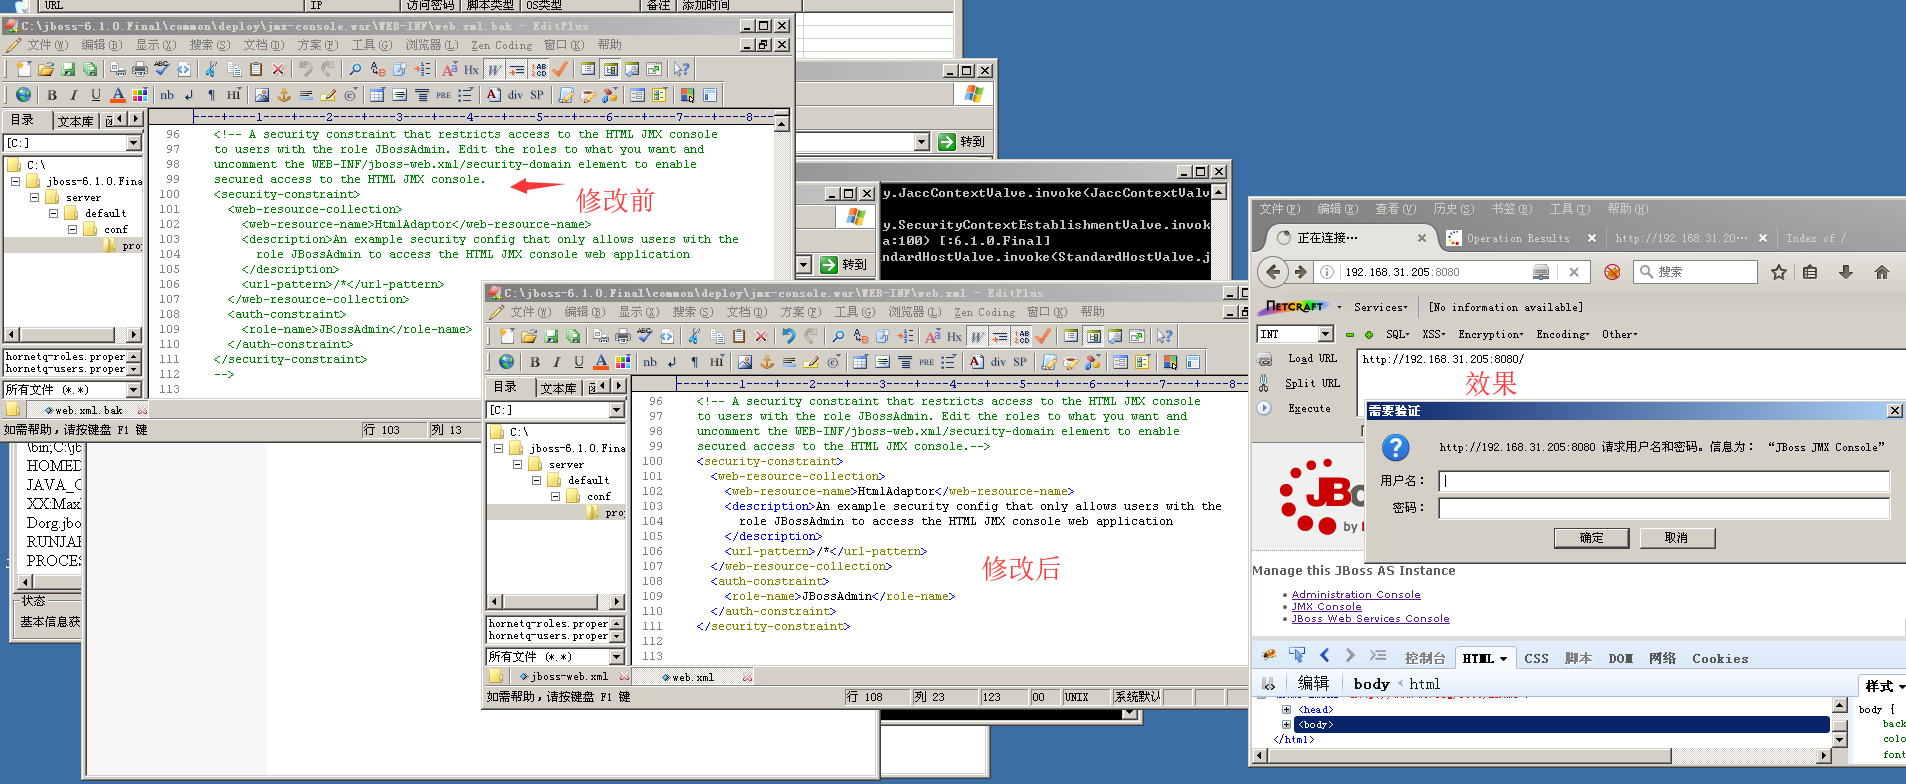 URL IP 访问密码 脚本类型 OS类型 备注 添加时间
C:\jboss-6.1.0.Final\common\deploy\jmx-console.war\WEB-INF\web.xml.bak - EditPlus
文件(F) 编辑(E) 显示(V) 搜索(S) 文档(D) 方案(P) 工具(G) 浏览器(L) Zen Coding 窗口(W) 帮助
目录 文本库
[C:]
C:\
jboss-6.1.0.Fina
server
default
conf
pro
hornetq-roles.proper
hornetq-users.proper
所有文件 (*.*)
96 <!-- A security constraint that restricts access to the HTML JMX console
97 to users with the role JBossAdmin. Edit the roles to what you want and
98 uncomment the WEB-INF/jboss-web.xml/security-domain element to enable
99 secured access to the HTML JMX console.
100 <security-constraint>
101 <web-resource-collection>
102 <web-resource-name>HtmlAdaptor</web-resource-name>
103 <description>An example security config that only allows users with the
104 role JBossAdmin to access the HTML JMX console web application
105 </description>
106 <url-pattern>/*</url-pattern>
107 </web-resource-collection>
108 <auth-constraint>
109 <role-name>JBossAdmin</role-name>
110 </auth-constraint>
111 </security-constraint>
112 -->
113
修改前
web.xml.bak
如需帮助，请按键盘 F1 键 行 103 列 13
\bin;C:\jb
HOMED
JAVA_O
XX:Max
Dorg.jbo
RUNJAR
PROCES
状态
基本信息获
转到
转到
y.JaccContextValve.invoke(JaccContextValv
y.SecurityContextEstablishmentValve.invok
a:100) [:6.1.0.Final]
ndardHostValve.invoke(StandardHostValve.j
C:\jboss-6.1.0.Final\common\deploy\jmx-console.war\WEB-INF\web.xml - EditPlus
文件(F) 编辑(E) 显示(V) 搜索(S) 文档(D) 方案(P) 工具(G) 浏览器(L) Zen Coding 窗口(W) 帮助
目录 文本库
[C:]
C:\
jboss-6.1.0.Fina
server
default
conf
pro
hornetq-roles.proper
hornetq-users.proper
所有文件 (*.*)
96 <!-- A security constraint that restricts access to the HTML JMX console
97 to users with the role JBossAdmin. Edit the roles to what you want and
98 uncomment the WEB-INF/jboss-web.xml/security-domain element to enable
99 secured access to the HTML JMX console.-->
100 <security-constraint>
101 <web-resource-collection>
102 <web-resource-name>HtmlAdaptor</web-resource-name>
103 <description>An example security config that only allows users with the
104 role JBossAdmin to access the HTML JMX console web application
105 </description>
106 <url-pattern>/*</url-pattern>
107 </web-resource-collection>
108 <auth-constraint>
109 <role-name>JBossAdmin</role-name>
110 </auth-constraint>
111 </security-constraint>
112
113
修改后
jboss-web.xml web.xml
如需帮助，请按键盘 F1 键 行 108 列 23 123 00 UNIX 系统默认
文件(F) 编辑(E) 查看(V) 历史(S) 书签(B) 工具(T) 帮助(H)
正在连接… Operation Results http://192.168.31.20… Index of /
192.168.31.205:8080 搜索
NETCRAFT Services [No information available]
INT SQL XSS Encryption Encoding Other
Load URL http://192.168.31.205:8080/
Split URL
Execute
效果
需要验证
http://192.168.31.205:8080 请求用户名和密码。信息为： “JBoss JMX Console”
用户名：
密码：
确定 取消
JBo
by
Manage this JBoss AS Instance
Administration Console
JMX Console
JBoss Web Services Console
控制台 HTML CSS 脚本 DOM 网络 Cookies
编辑 body < html 样式
<head>
<body>
</html>
body {
back
colo
font